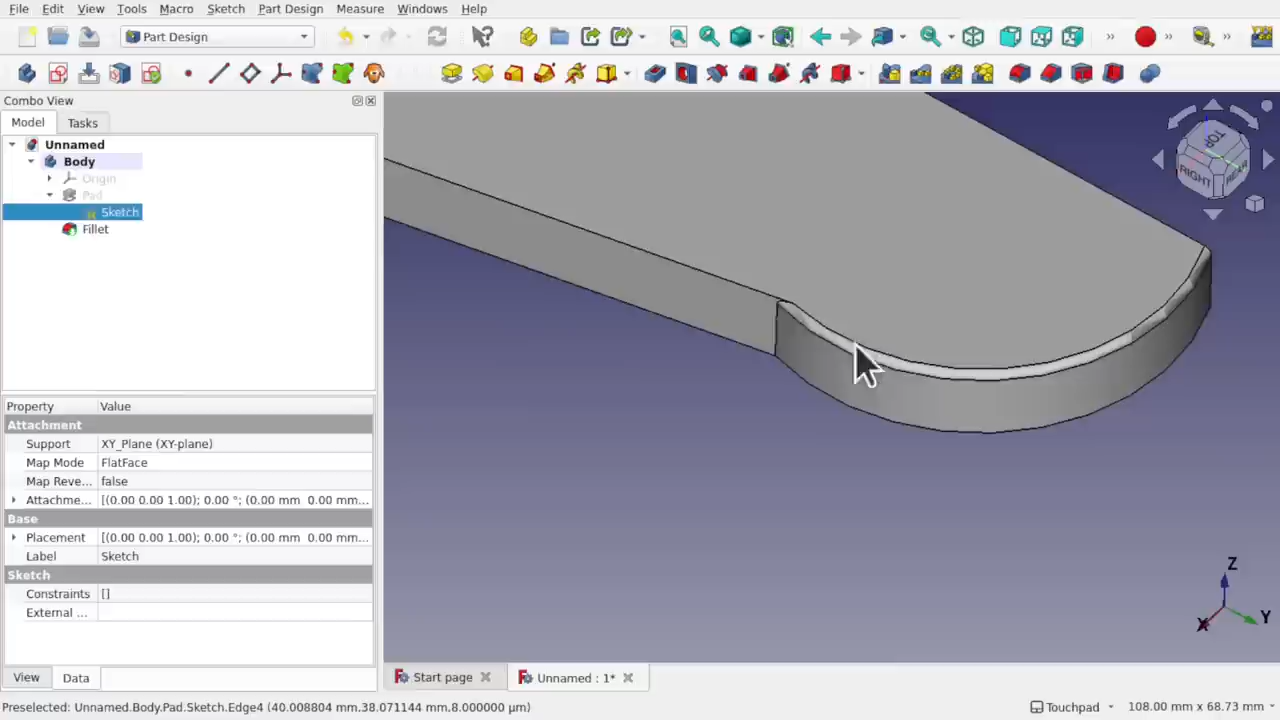 File Edit View Tools Macro Sketch Part Design Measure Windows Help
Part Design
Combo View
Model Tasks
Unnamed
Body
Origin
Pad
Sketch
Fillet
TOP
RIGHT REAR
Property Value
Attachment
Support XY_Plane (XY-plane)
Map Mode FlatFace
Map Reve... false
Attachme... [(0.00 0.00 1.00); 0.00 °; (0.00 mm 0.00 mm...
Base
Placement [(0.00 0.00 1.00); 0.00 °; (0.00 mm 0.00 mm...
Label Sketch
Sketch
Constraints []
External ...
Z
X Y
View Data
Start page Unnamed : 1*
Preselected: Unnamed.Body.Pad.Sketch.Edge4 (40.008804 mm,38.071144 mm,8.000000 µm) Touchpad 108.00 mm x 68.73 mm